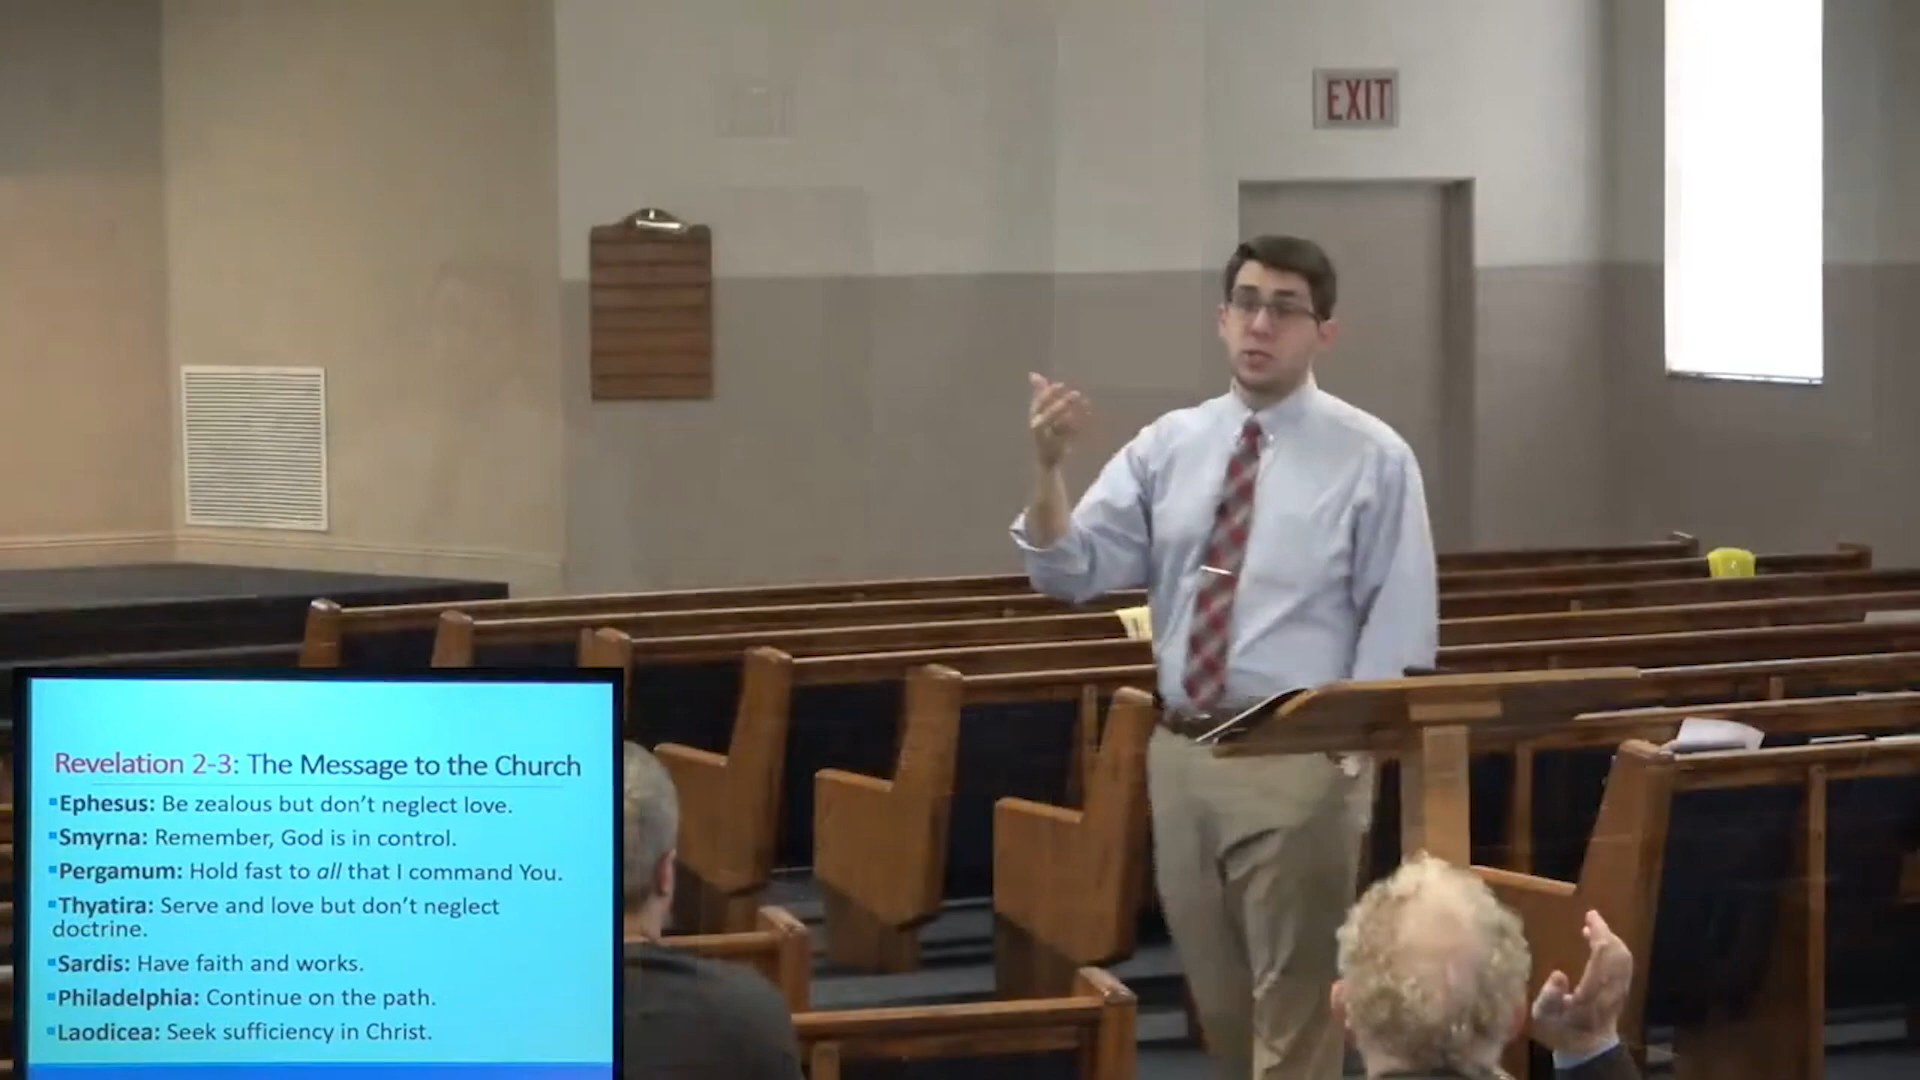 EXIT
Revelation 2-3: The Message to the Church
▪Ephesus: Be zealous but don't neglect love.
▪Smyrna: Remember, God is in control.
▪Pergamum: Hold fast to all that I command You.
▪Thyatira: Serve and love but don't neglect
doctrine.
▪Sardis: Have faith and works.
▪Philadelphia: Continue on the path.
▪Laodicea: Seek sufficiency in Christ.